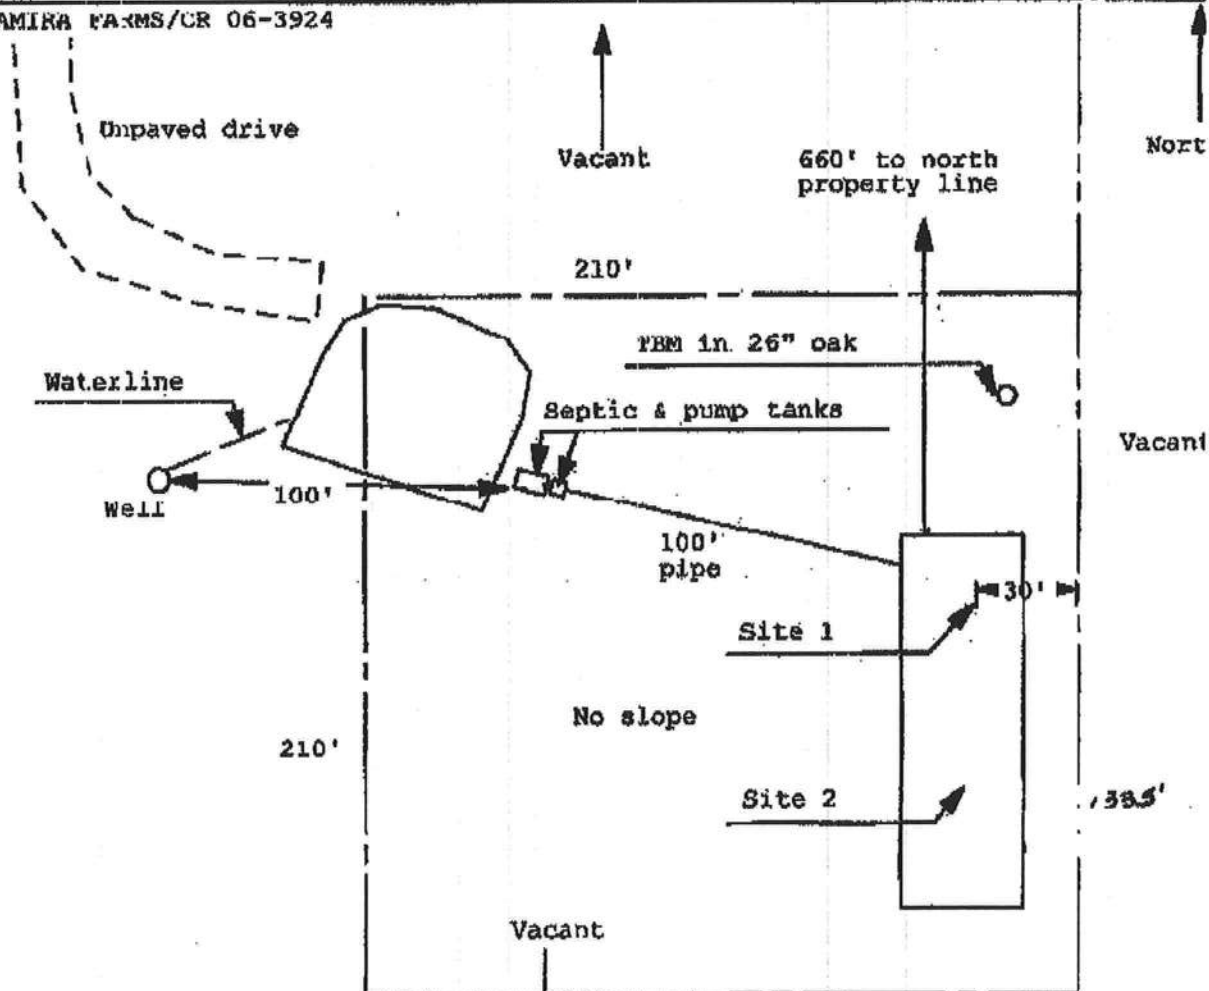 AMIRA FARMS/CR 06-3924
Unpaved drive
Vacant
660' to north
property line
Nort
210'
TBM in 26" oak
Waterline
Septic & pump tanks
Vacant
100'
Well
100'
pipe
30'
Site 1
No slope
210'
Site 2
Vacant